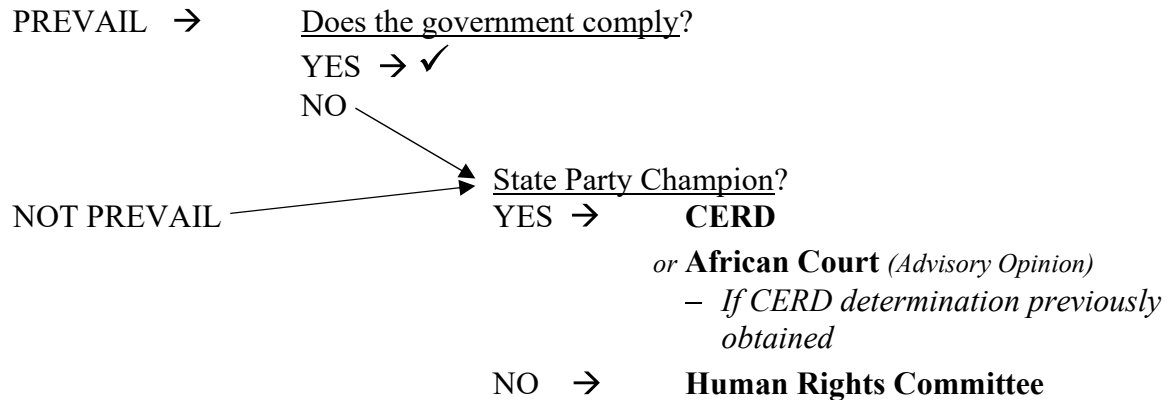 PREVAIL → Does the government comply?
YES → ✓
NO
State Party Champion?
NOT PREVAIL YES → CERD
or African Court (Advisory Opinion)
– If CERD determination previously
obtained
NO → Human Rights Committee